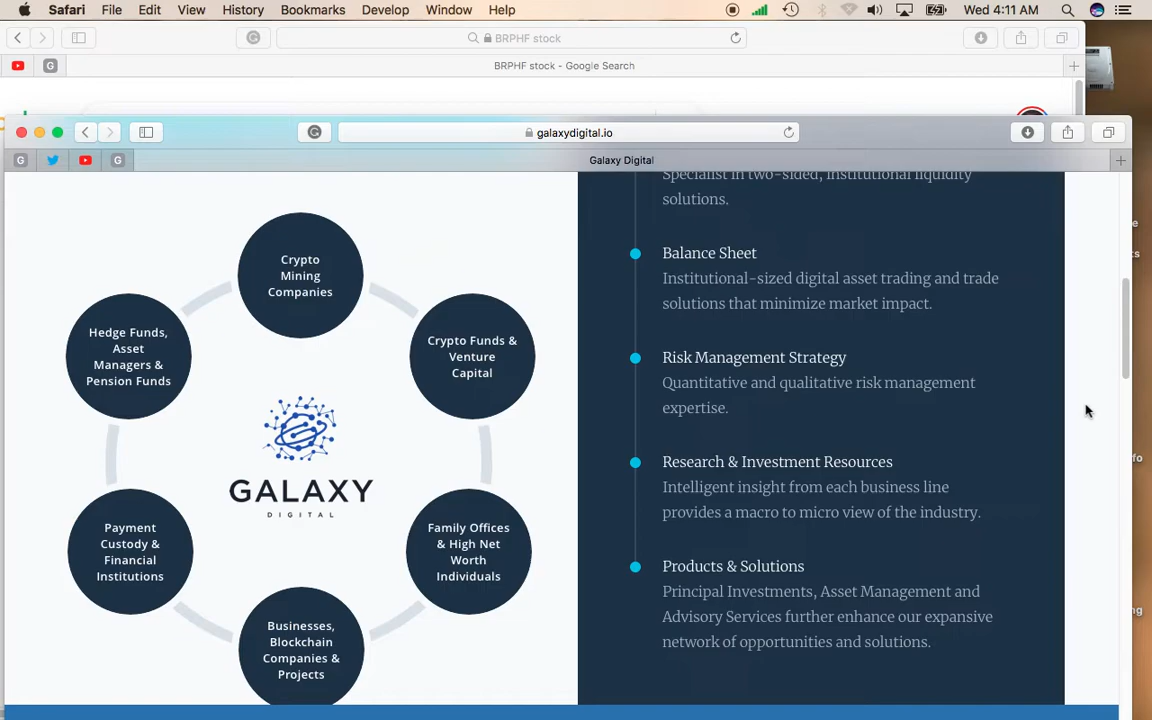 Safari File Edit View History Bookmarks Develop Window Help Wed 4:11 AM
BRPHF stock
BRPHF stock - Google Search
galaxydigital.io
Galaxy Digital
Crypto
Mining
Companies
Hedge Funds,
Asset
Managers &
Pension Funds
Crypto Funds &
Venture
Capital
GALAXY
DIGITAL
Payment
Custody &
Financial
Institutions
Family Offices
& High Net
Worth
Individuals
Businesses,
Blockchain
Companies &
Projects
Specialist in two-sided, institutional liquidity
solutions.
Balance Sheet
Institutional-sized digital asset trading and trade
solutions that minimize market impact.
Risk Management Strategy
Quantitative and qualitative risk management
expertise.
Research & Investment Resources
Intelligent insight from each business line
provides a macro to micro view of the industry.
Products & Solutions
Principal Investments, Asset Management and
Advisory Services further enhance our expansive
network of opportunities and solutions.